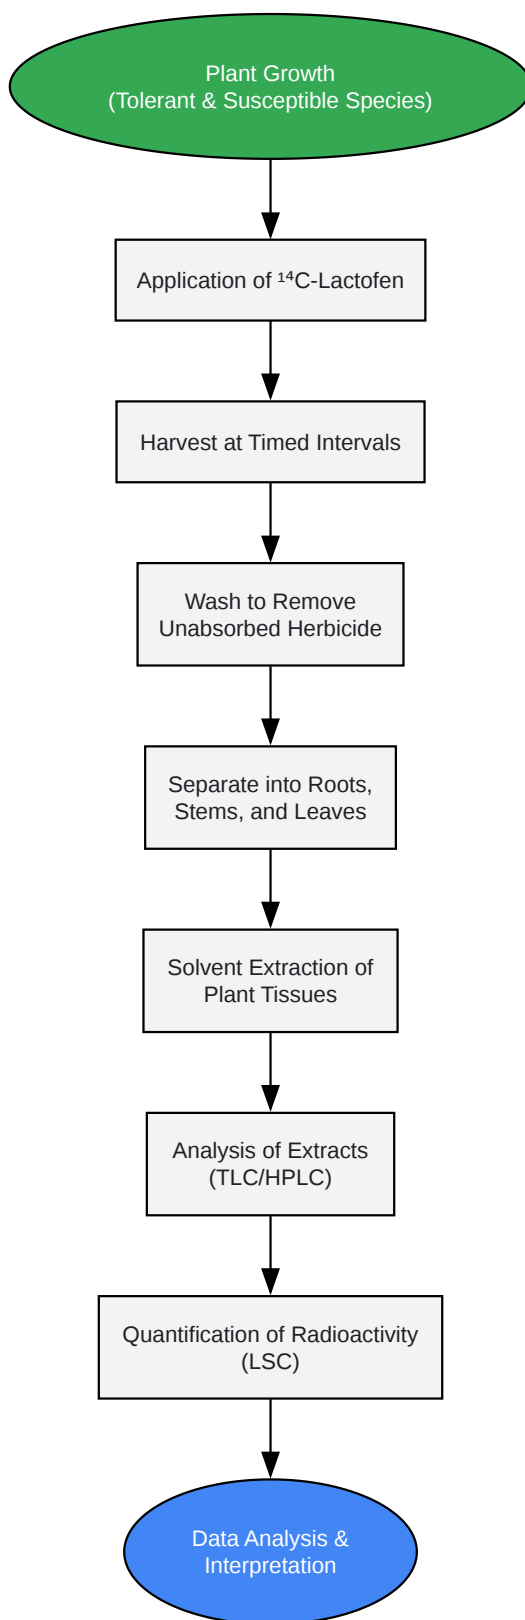 Plant Growth
(Tolerant & Susceptible Species)
Application of ¹⁴C-Lactofen
Harvest at Timed Intervals
Wash to Remove
Unabsorbed Herbicide
Separate into Roots,
Stems, and Leaves
Solvent Extraction of
Plant Tissues
Analysis of Extracts
(TLC/HPLC)
Quantification of Radioactivity
(LSC)
Data Analysis &
Interpretation